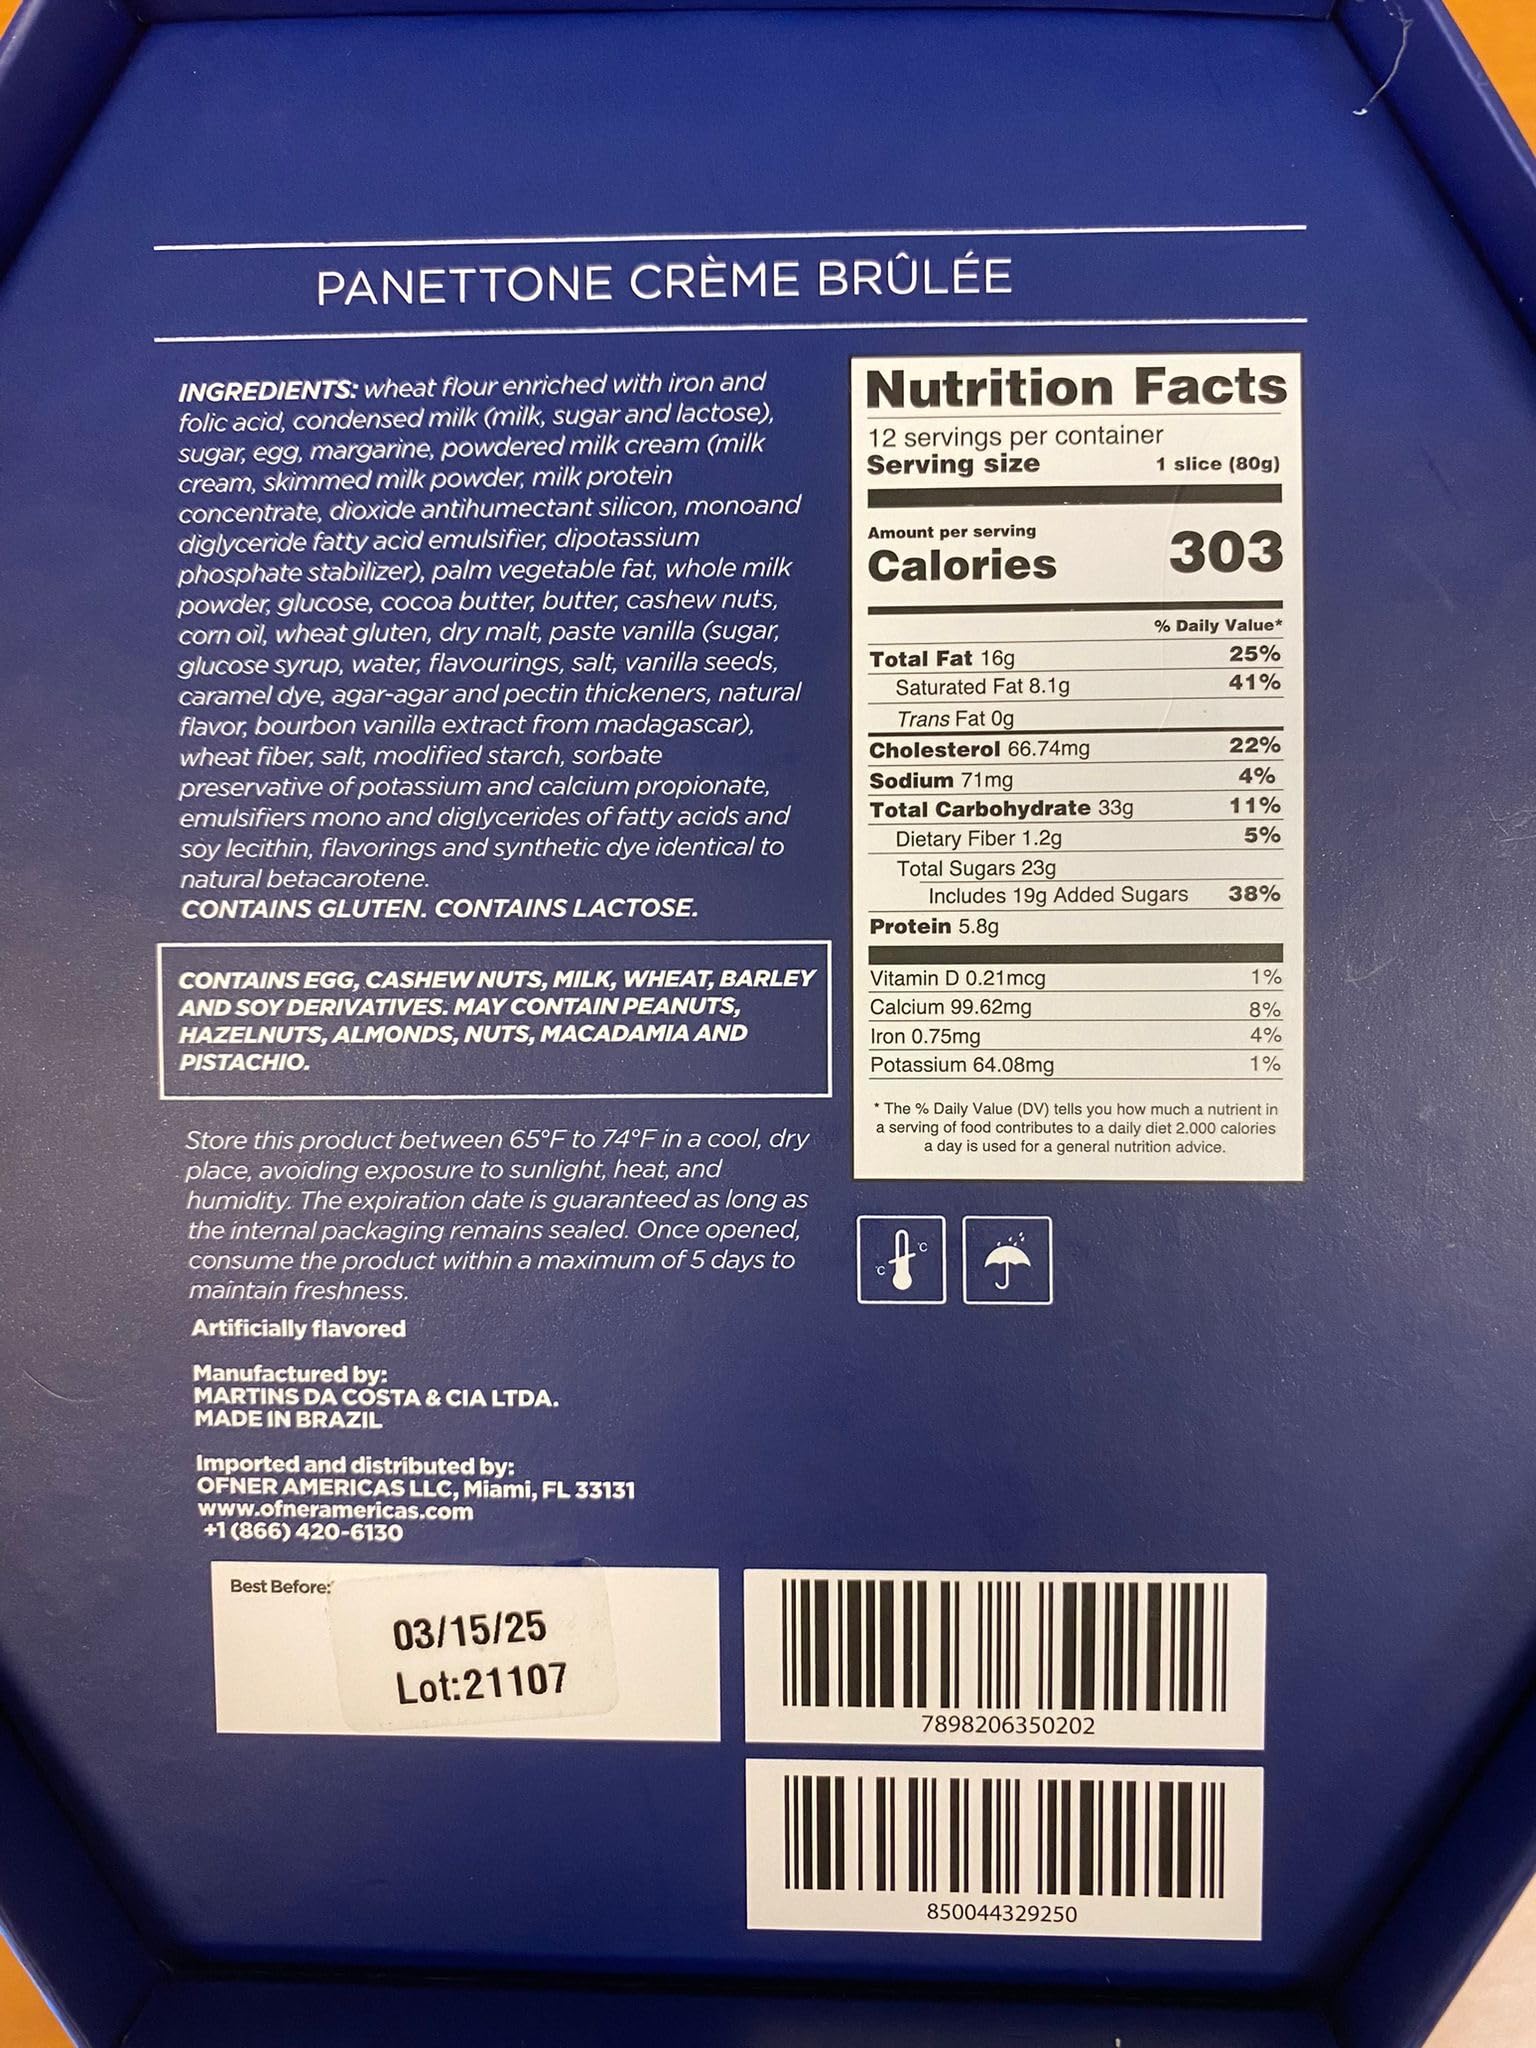 PANETTONE CRÈME BRÛLÉE
INGREDIENTS: wheat flour enriched with iron and
folic acid, condensed milk (milk, sugar and lactose),
sugar, egg, margarine, powdered milk cream (milk
cream, skimmed milk powder, milk protein
concentrate, dioxide antihumectant silicon, monoand
diglyceride fatty acid emulsifier, dipotassium
phosphate stabilizer), palm vegetable fat, whole milk
powder, glucose, cocoa butter, butter, cashew nuts,
corn oil, wheat gluten, dry malt, paste vanilla (sugar,
glucose syrup, water, flavourings, salt, vanilla seeds,
caramel dye, agar-agar and pectin thickeners, natural
flavor, bourbon vanilla extract from madagascar),
wheat fiber, salt, modified starch, sorbate
preservative of potassium and calcium propionate,
emulsifiers mono and diglycerides of fatty acids and
soy lecithin, flavorings and synthetic dye identical to
natural betacarotene.
CONTAINS GLUTEN. CONTAINS LACTOSE.
CONTAINS EGG, CASHEW NUTS, MILK, WHEAT, BARLEY
AND SOY DERIVATIVES. MAY CONTAIN PEANUTS,
HAZELNUTS, ALMONDS, NUTS, MACADAMIA AND
PISTACHIO.
Store this product between 65°F to 74°F in a cool, dry
place, avoiding exposure to sunlight, heat, and
humidity. The expiration date is guaranteed as long as
the internal packaging remains sealed. Once opened,
consume the product within a maximum of 5 days to
maintain freshness.
Artificially flavored
Manufactured by:
MARTINS DA COSTA & CIA LTDA.
MADE IN BRAZIL
Imported and distributed by:
OFNER AMERICAS LLC, Miami, FL 33131
www.ofneramericas.com
+1 (866) 420-6130
Nutrition Facts
12 servings per container
Serving size 1 slice (80g)
Amount per serving
Calories 303
% Daily Value*
Total Fat 16g 25%
Saturated Fat 8.1g 41%
Trans Fat 0g
Cholesterol 66.74mg 22%
Sodium 71mg 4%
Total Carbohydrate 33g 11%
Dietary Fiber 1.2g 5%
Total Sugars 23g
Includes 19g Added Sugars 38%
Protein 5.8g
Vitamin D 0.21mcg 1%
Calcium 99.62mg 8%
Iron 0.75mg 4%
Potassium 64.08mg 1%
* The % Daily Value (DV) tells you how much a nutrient in
a serving of food contributes to a daily diet 2.000 calories
a day is used for a general nutrition advice.
°C °C
Best Before:
03/15/25
Lot:21107
7898206350202
850044329250